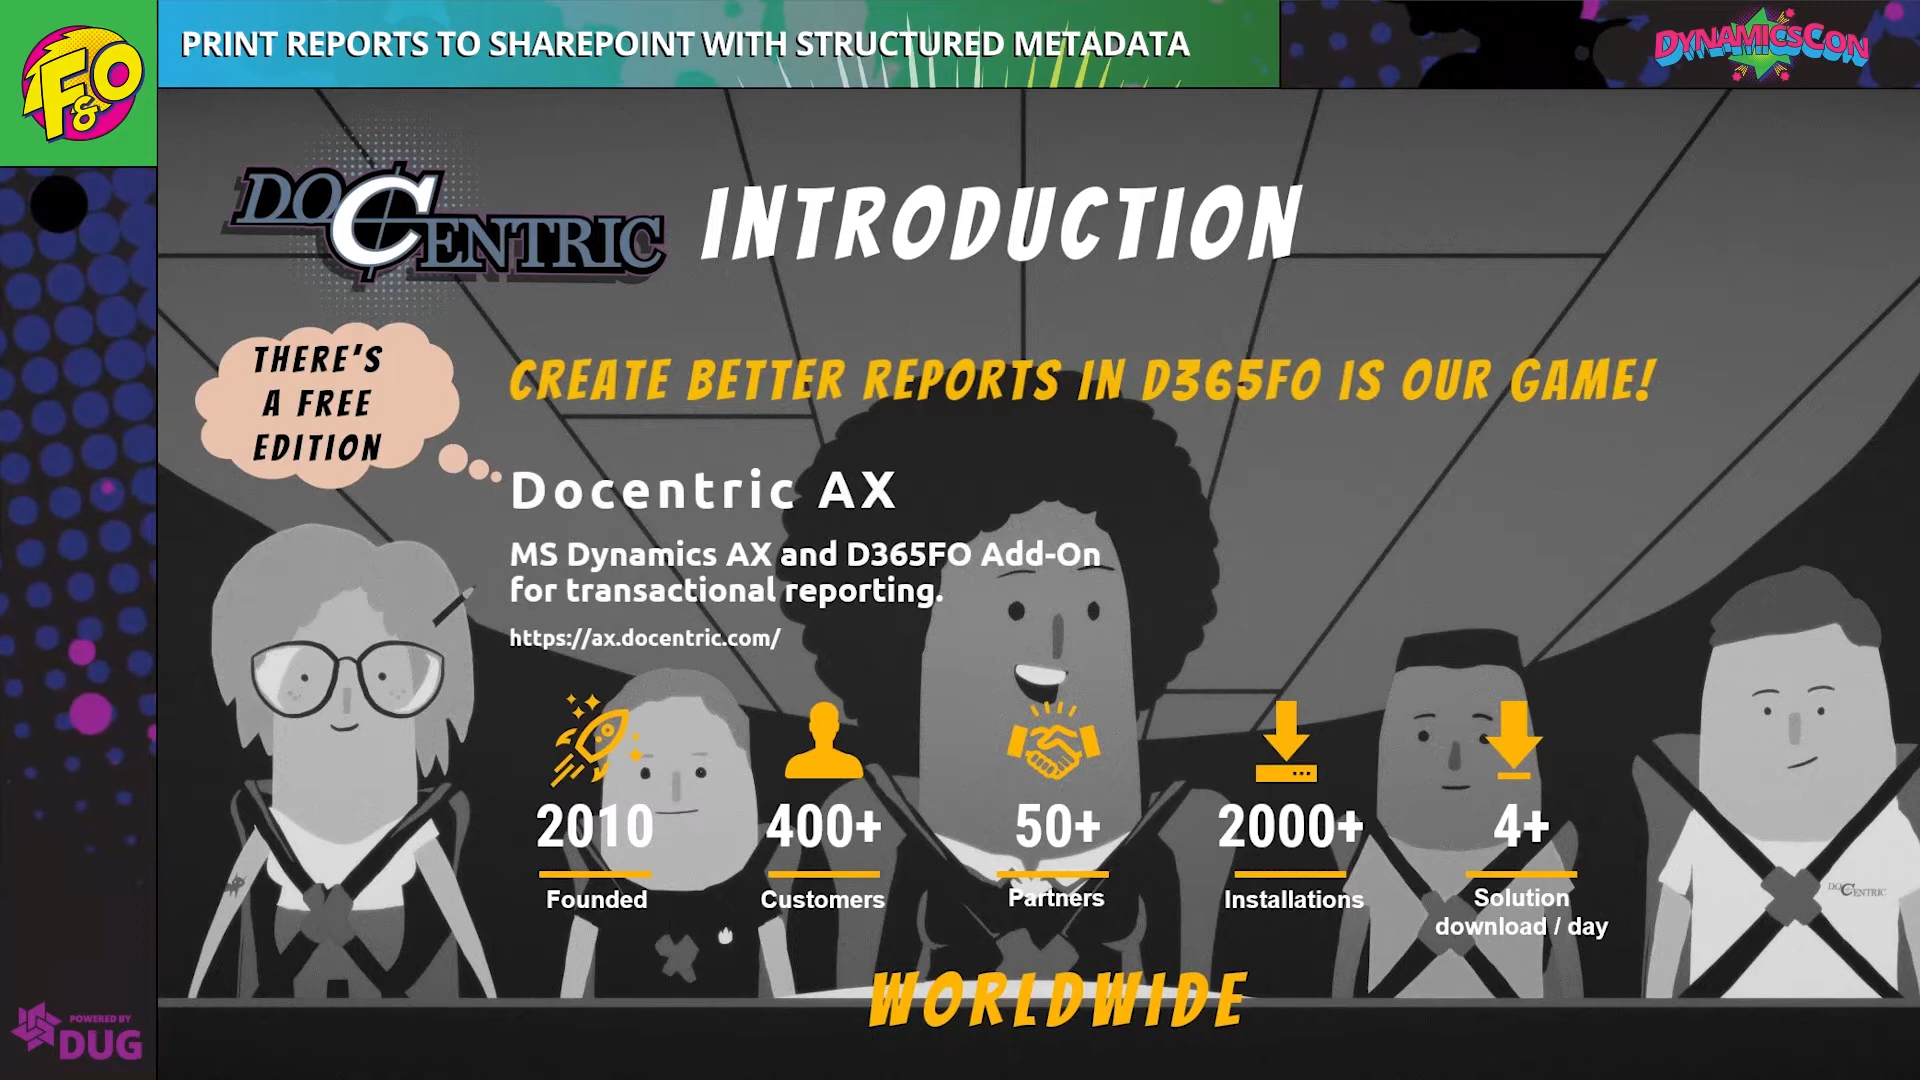 F&O
PRINT REPORTS TO SHAREPOINT WITH STRUCTURED METADATA
DYNAMICSCON
DOCENTRIC
INTRODUCTION
THERE'S
A FREE
EDITION
CREATE BETTER REPORTS IN D365FO IS OUR GAME!
Docentric AX
MS Dynamics AX and D365FO Add-On
for transactional reporting.
https://ax.docentric.com/
2010
Founded
400+
Customers
50+
Partners
2000+
Installations
4+
Solution
download / day
DOCENTRIC
WORLDWIDE
POWERED BY
DUG